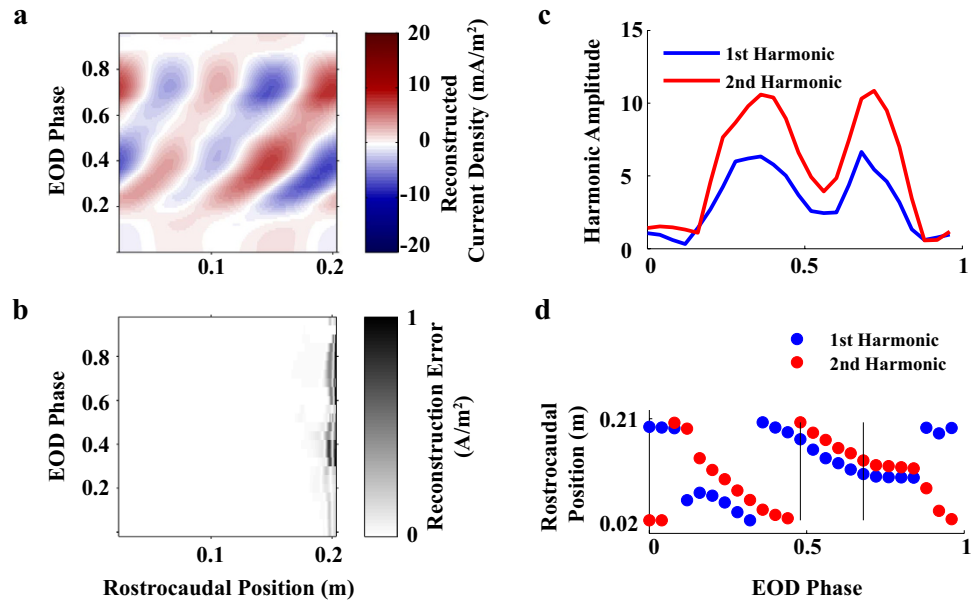 a
EOD Phase
0.8
0.6
0.4
0.2
0.1
0.2
20
10
0
-10
-20
Reconstructed
Current Density (mA/m²)
b
EOD Phase
0.8
0.6
0.4
0.2
0.1
0.2
Rostrocaudal Position (m)
1
0
Reconstruction Error
(A/m²)
c
Harmonic Amplitude
15
10
5
0
0
0.5
1
1st Harmonic
2nd Harmonic
d
1st Harmonic
2nd Harmonic
Rostrocaudal
Position (m)
0.21
0.02
0
0.5
1
EOD Phase